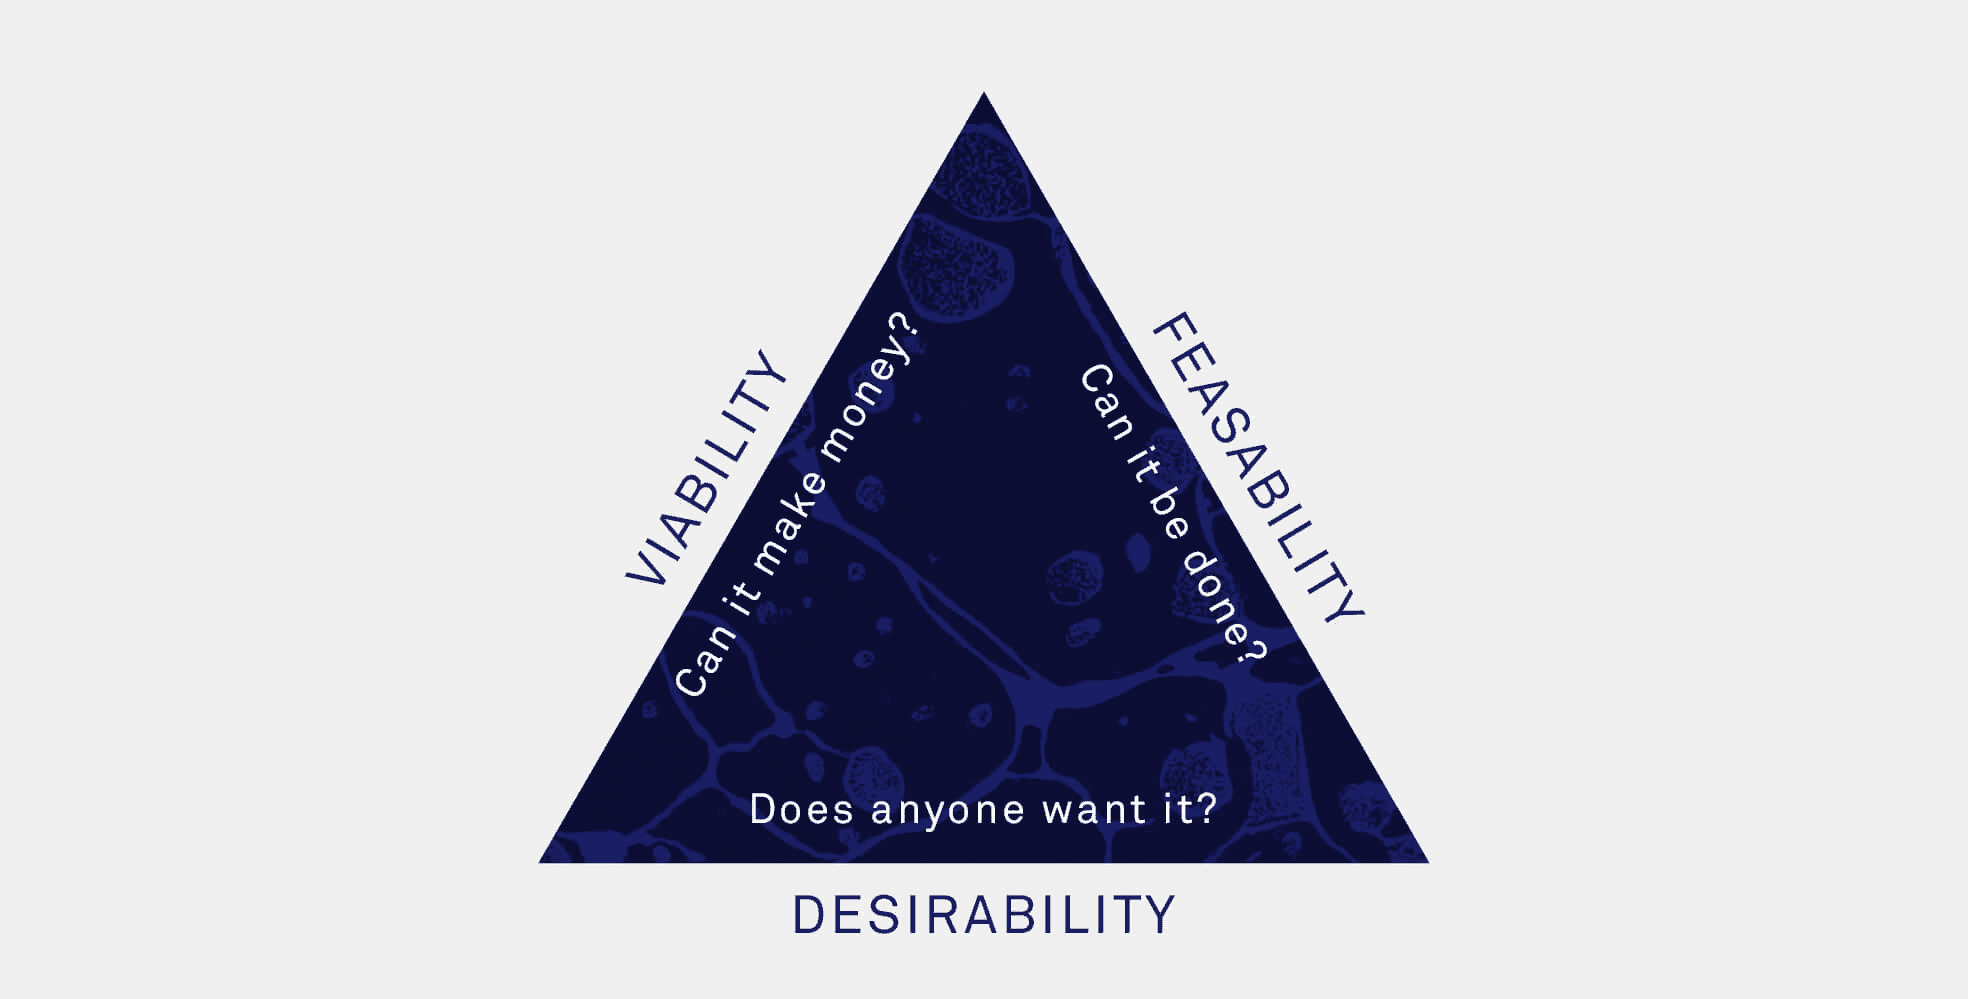 VIABILITY
Can it make money?
FEASABILITY
Can it be done?
Does anyone want it?
DESIRABILITY